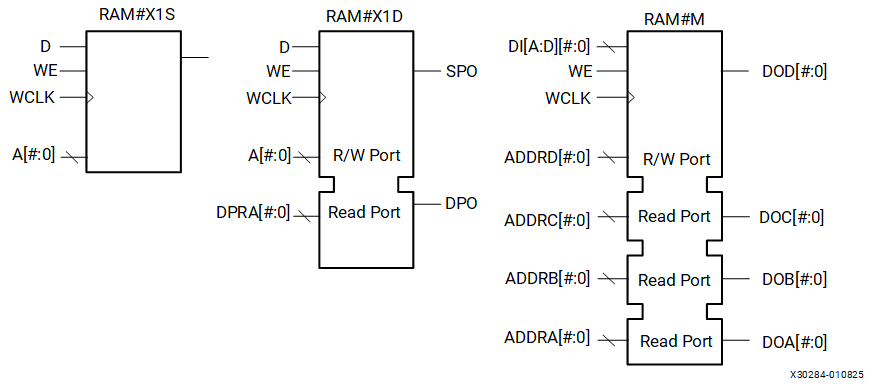 RAM#X1S
D
WE
WCLK
A[#:0]
RAM#X1D
D
WE
WCLK
A[#:0]
R/W Port
DPRA[#:0]
Read Port
SPO
DPO
RAM#M
DI[A:D][#:0]
WE
WCLK
ADDRD[#:0]
R/W Port
DOD[#:0]
ADDRC[#:0]
Read Port
DOC[#:0]
ADDRB[#:0]
Read Port
DOB[#:0]
ADDRA[#:0]
Read Port
DOA[#:0]
X30284-010825